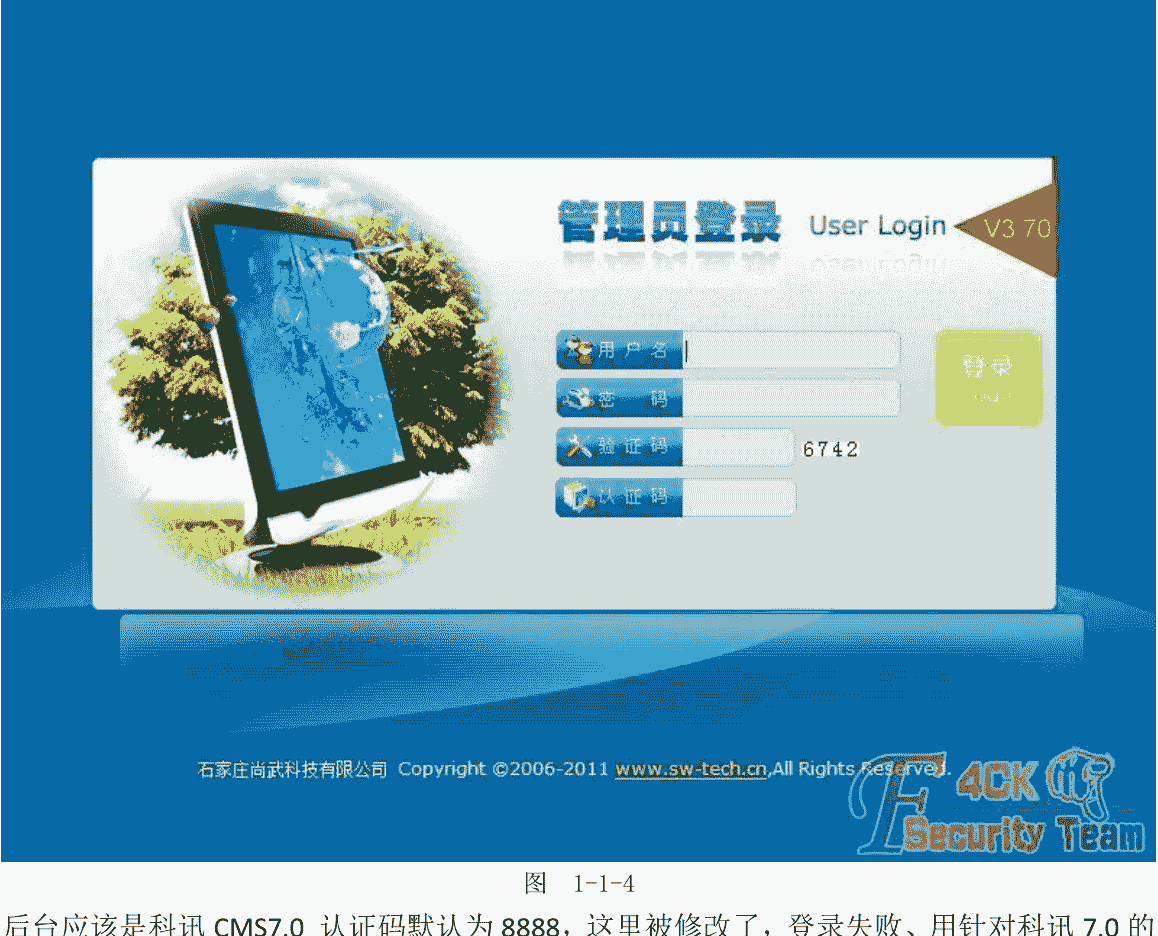 管理员登录 User Login V3 70
用户名
密 码
登录
验证码 6742
认证码
石家庄尚武科技有限公司 Copyright ©2006-2011 www.sw-tech.cn,All Rights Reserved.
F4CK
Security Team
图 1-1-4
后台应该是科讯 CMS7.0 认证码默认为 8888，这里被修改了，登录失败、用针对科讯 7.0 的